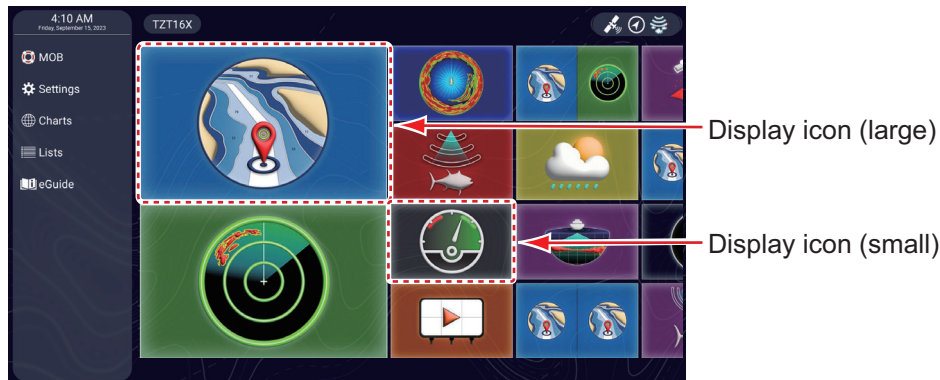 4:10 AM
Friday, September 15, 2023
TZT16X
MOB
Settings
Charts
Lists
eGuide
Display icon (large)
Display icon (small)